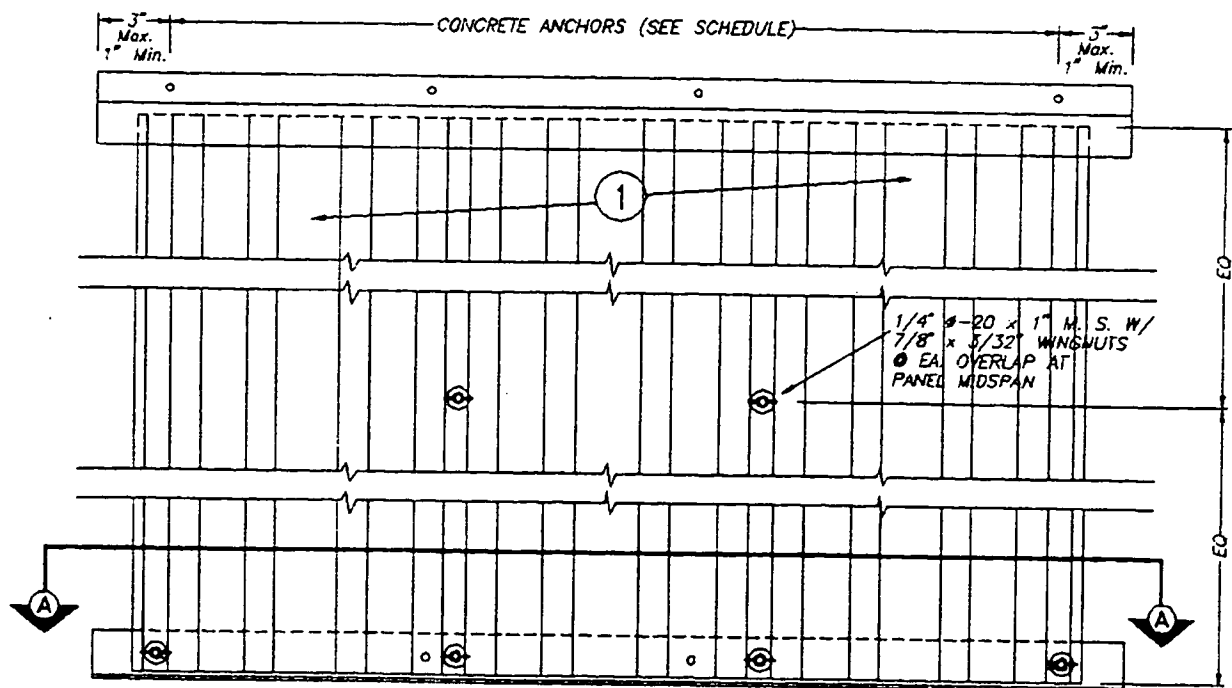 3"
Max.
1" Min.
CONCRETE ANCHORS (SEE SCHEDULE)
3"
Max.
1" Min.
1
EQ
1/4" ø-20 x 1" M. S. W/
7/8" x 3/32" WINGNUTS
@ EA. OVERLAP AT
PANEL MIDSPAN
EQ
A
A